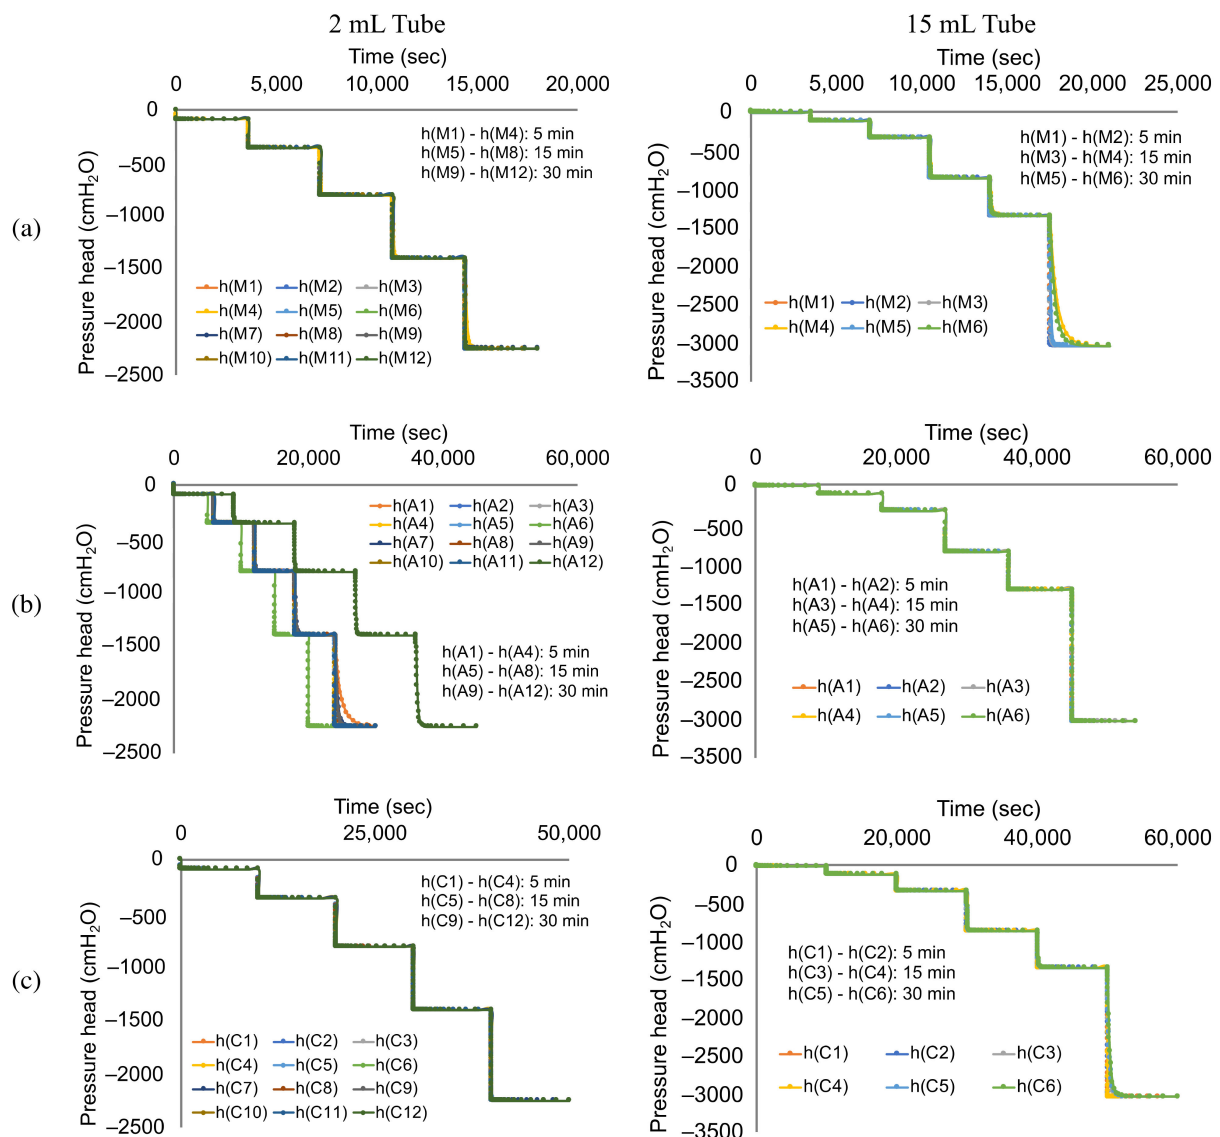 2 mL Tube
15 mL Tube
(a)
Time (sec)
0 5,000 10,000 15,000 20,000
Pressure head (cmH2O)
0
–500
–1000
–1500
–2000
–2500
h(M1) - h(M4): 5 min
h(M5) - h(M8): 15 min
h(M9) - h(M12): 30 min
h(M1) h(M2) h(M3)
h(M4) h(M5) h(M6)
h(M7) h(M8) h(M9)
h(M10) h(M11) h(M12)
Time (sec)
0 5,000 10,000 15,000 20,000 25,000
Pressure head (cmH2O)
0
–500
–1000
–1500
–2000
–2500
–3000
–3500
h(M1) - h(M2): 5 min
h(M3) - h(M4): 15 min
h(M5) - h(M6): 30 min
h(M1) h(M2) h(M3)
h(M4) h(M5) h(M6)
(b)
Time (sec)
0 20,000 40,000 60,000
Pressure head (cmH2O)
0
–500
–1000
–1500
–2000
–2500
h(A1) h(A2) h(A3)
h(A4) h(A5) h(A6)
h(A7) h(A8) h(A9)
h(A10) h(A11) h(A12)
h(A1) - h(A4): 5 min
h(A5) - h(A8): 15 min
h(A9) - h(A12): 30 min
Time (sec)
0 20,000 40,000 60,000
Pressure head (cmH2O)
0
–500
–1000
–1500
–2000
–2500
–3000
–3500
h(A1) - h(A2): 5 min
h(A3) - h(A4): 15 min
h(A5) - h(A6): 30 min
h(A1) h(A2) h(A3)
h(A4) h(A5) h(A6)
(c)
Time (sec)
0 25,000 50,000
Pressure head (cmH2O)
0
–500
–1000
–1500
–2000
–2500
h(C1) - h(C4): 5 min
h(C5) - h(C8): 15 min
h(C9) - h(C12): 30 min
h(C1) h(C2) h(C3)
h(C4) h(C5) h(C6)
h(C7) h(C8) h(C9)
h(C10) h(C11) h(C12)
Time (sec)
0 20,000 40,000 60,000
Pressure head (cmH2O)
0
–500
–1000
–1500
–2000
–2500
–3000
–3500
h(C1) - h(C2): 5 min
h(C3) - h(C4): 15 min
h(C5) - h(C6): 30 min
h(C1) h(C2) h(C3)
h(C4) h(C5) h(C6)